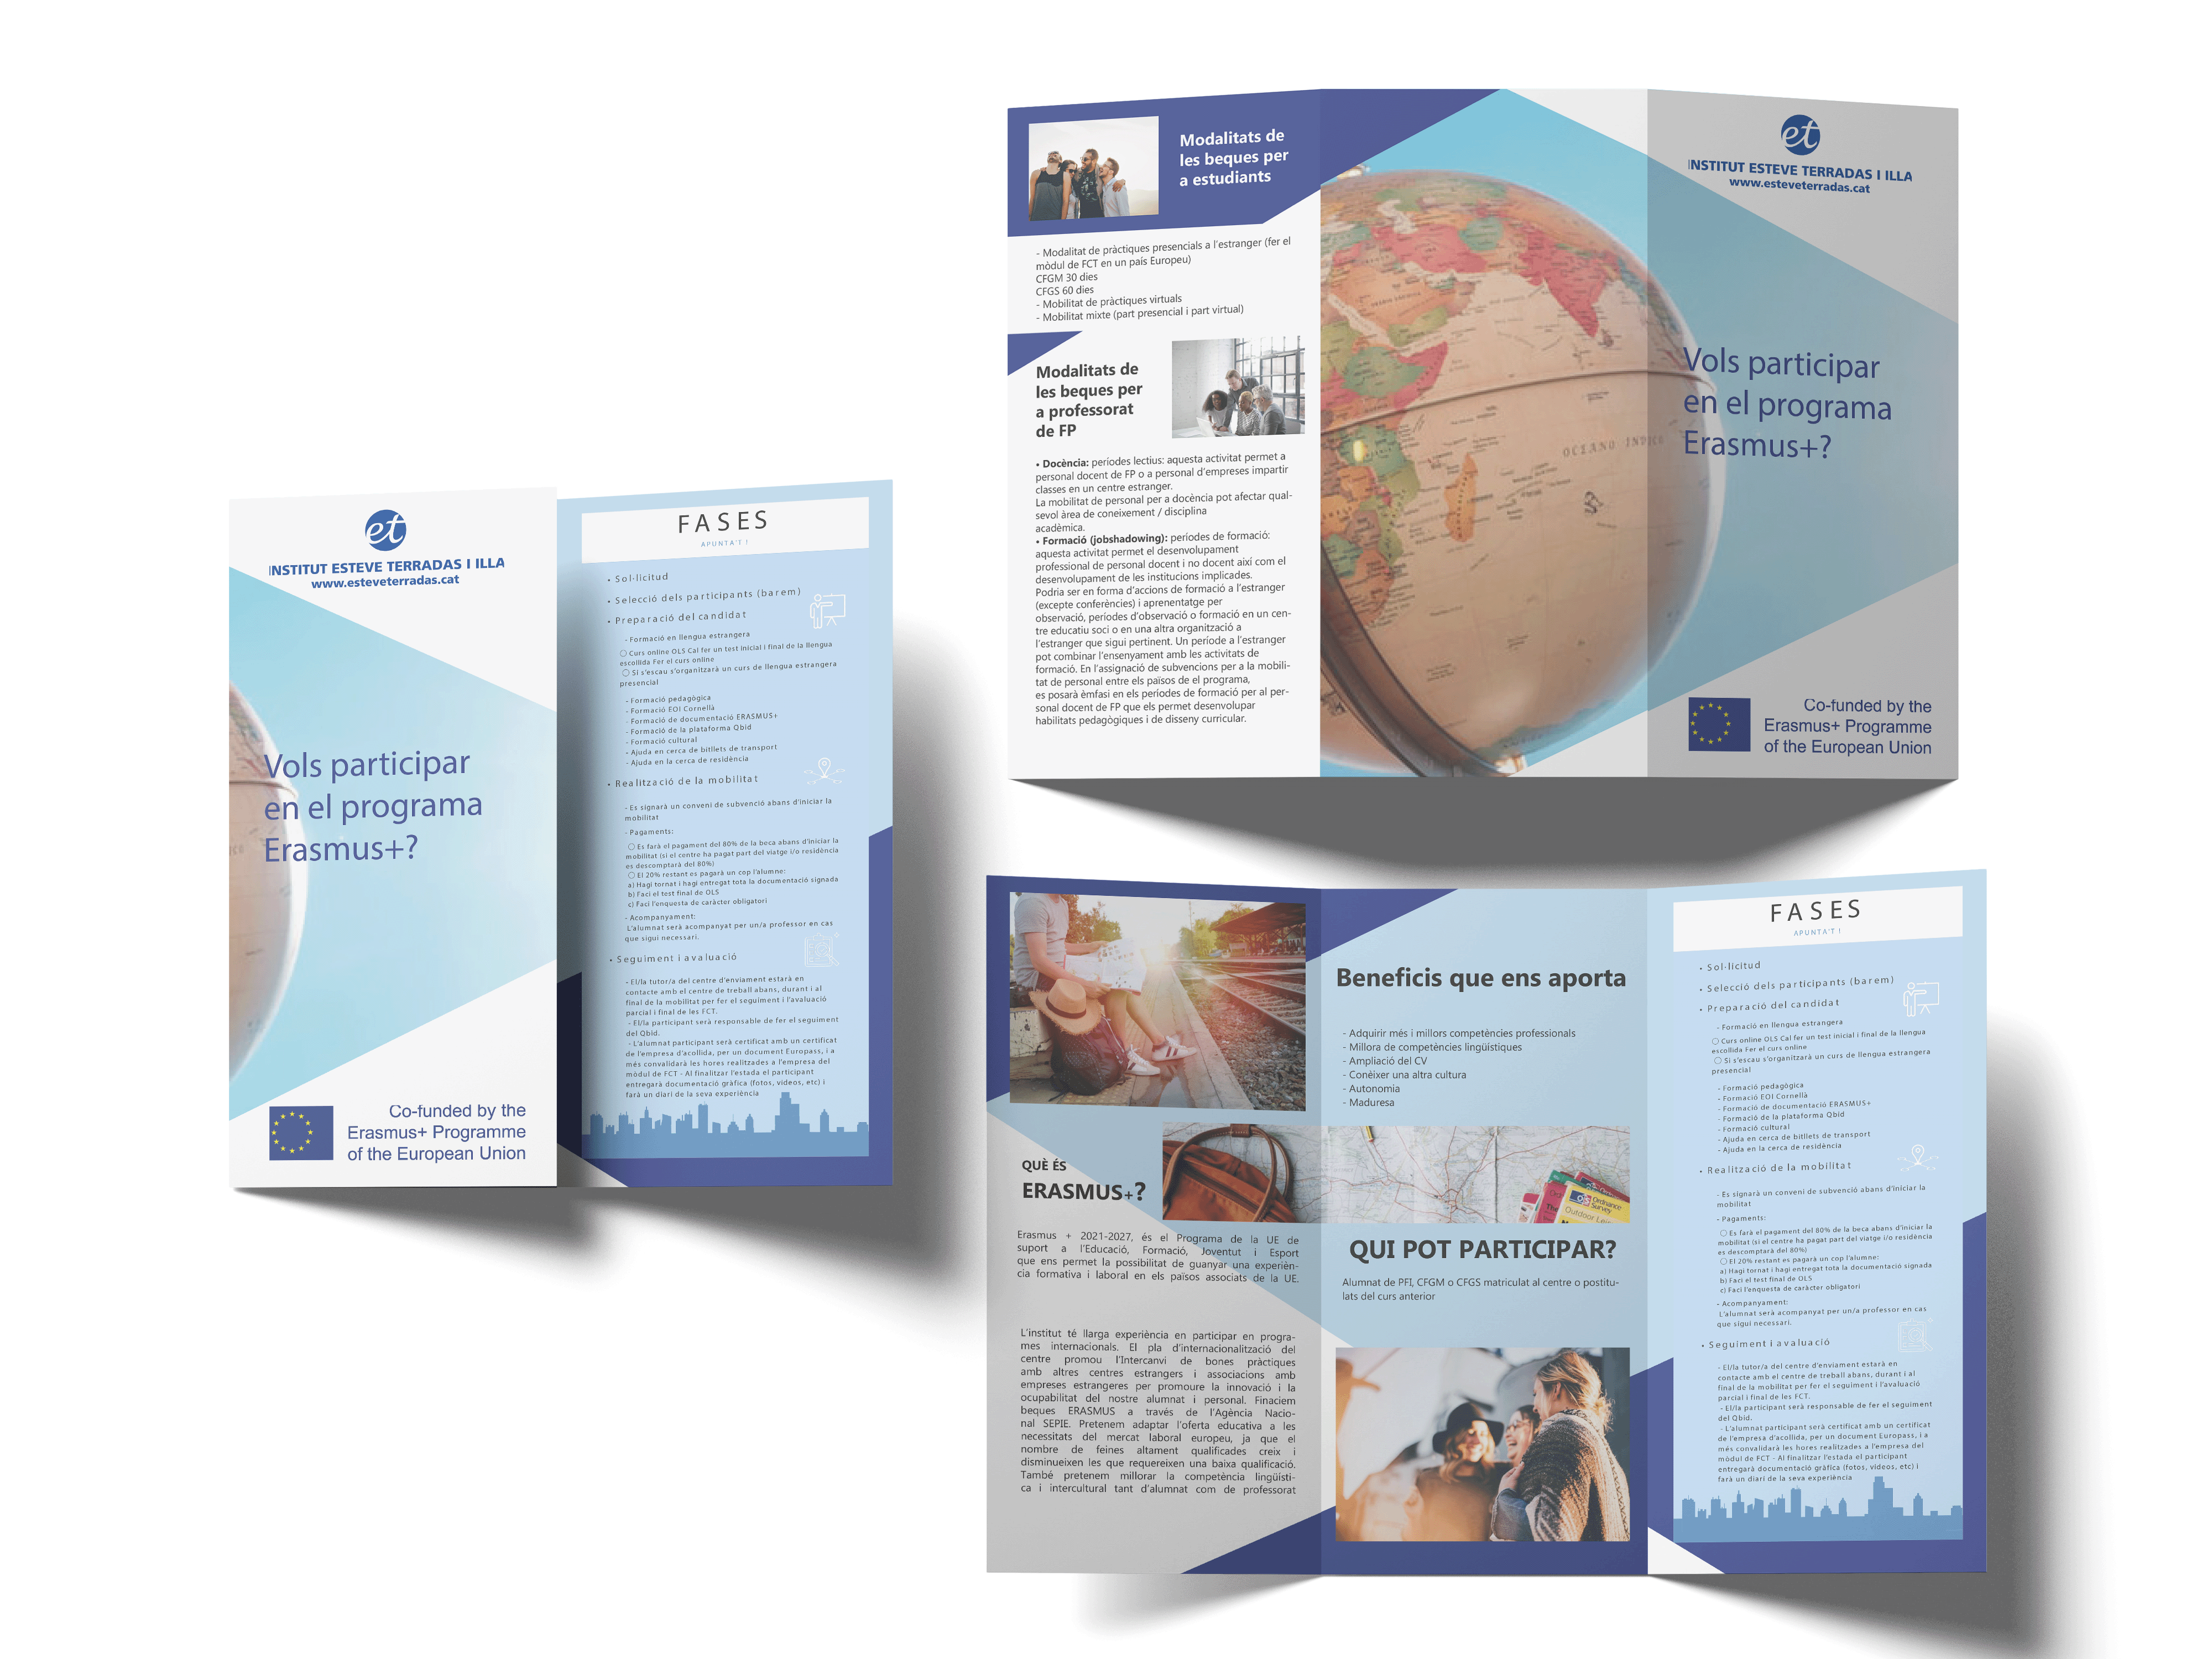 et
INSTITUT ESTEVE TERRADAS I ILLA
www.esteveterradas.cat
Vols participar
en el programa
Erasmus+?
Co-funded by the
Erasmus+ Programme
of the European Union
FASES
APUNTA'T !
• Sol·licitud
• Selecció dels participants (barem)
• Preparació del candidat
- Formació en llengua estrangera
○ Curs online OLS Cal fer un test inicial i final de la llengua
escollida Fer el curs online
○ Si s'escau s'organitzarà un curs de llengua estrangera
presencial
- Formació pedagògica
- Formació EOI Cornellà
- Formació de documentació ERASMUS+
- Formació de la plataforma Qbid
- Formació cultural
- Ajuda en cerca de bitllets de transport
- Ajuda en la cerca de residència
• Realització de la mobilitat
- Es signarà un conveni de subvenció abans d'iniciar la
mobilitat
- Pagaments:
○ Es farà el pagament del 80% de la beca abans d'iniciar la
mobilitat (si el centre ha pagat part del viatge i/o residència
es descomptarà del 80%)
○ El 20% restant es pagarà un cop l'alumne:
a) Hagi tornat i hagi entregat tota la documentació signada
b) Faci el test final de OLS
c) Faci l'enquesta de caràcter obligatori
- Acompanyament:
L'alumnat serà acompanyat per un/a professor en cas
que sigui necessari.
• Seguiment i avaluació
- El/la tutor/a del centre d'enviament estarà en
contacte amb el centre de treball abans, durant i al
final de la mobilitat per fer el seguiment i l'avaluació
parcial i final de les FCT.
- El/la participant serà responsable de fer el seguiment
del Qbid.
- L'alumnat participant serà certificat amb un certificat
de l'empresa d'acollida, per un document Europass, i a
més convalidarà les hores realitzades a l'empresa del
mòdul de FCT - Al finalitzar l'estada el participant
entregarà documentació gràfica (fotos, videos, etc) i
farà un diari de la seva experiència
Modalitats de
les beques per
a estudiants
- Modalitat de pràctiques presencials a l'estranger (fer el
mòdul de FCT en un país Europeu)
CFGM 30 dies
CFGS 60 dies
- Mobilitat de pràctiques virtuals
- Mobilitat mixte (part presencial i part virtual)
Modalitats de
les beques per
a professorat
de FP
• Docència: períodes lectius: aquesta activitat permet a
personal docent de FP o a personal d'empreses impartir
classes en un centre estranger.
La mobilitat de personal per a docència pot afectar qual-
sevol àrea de coneixement / disciplina
acadèmica.
• Formació (jobshadowing): períodes de formació:
aquesta activitat permet el desenvolupament
professional de personal docent i no docent així com el
desenvolupament de les institucions implicades.
Podria ser en forma d'accions de formació a l'estranger
(excepte conferències) i aprenentatge per
observació, períodes d'observació o formació en un cen-
tre educatiu soci o en una altra organització a
l'estranger que sigui pertinent. Un període a l'estranger
pot combinar l'ensenyament amb les activitats de
formació. En l'assignació de subvencions per a la mobili-
tat de personal entre els països de el programa,
es posarà èmfasi en els periodes de formació per al per-
sonal docent de FP que els permet desenvolupar
habilitats pedagògiques i de disseny curricular.
OCEANO INDICO
et
INSTITUT ESTEVE TERRADAS I ILLA
www.esteveterradas.cat
Vols participar
en el programa
Erasmus+?
Co-funded by the
Erasmus+ Programme
of the European Union
QUÈ ÉS
ERASMUS+?
Erasmus + 2021-2027, és el Programa de la UE de
suport a l'Educació, Formació, Joventut i Esport
que ens permet la possibilitat de guanyar una experièn-
cia formativa i laboral en els països associats de la UE.
L'institut té llarga experiència en participar en progra-
mes internacionals. El pla d'internacionalització del
centre promou l'Intercanvi de bones pràctiques
amb altres centres estrangers i associacions amb
empreses estrangeres per promoure la innovació i la
ocupabilitat del nostre alumnat i personal. Finaciem
beques ERASMUS a través de l'Agència Nacio-
nal SEPIE. Pretenem adaptar l'oferta educativa a les
necessitats del mercat laboral europeu, ja que el
nombre de feines altament qualificades creix i
disminueixen les que requereixen una baixa qualificació.
També pretenem millorar la competència lingüísti-
ca i intercultural tant d'alumnat com de professorat
Beneficis que ens aporta
- Adquirir més i millors competències professionals
- Millora de competències lingüístiques
- Ampliació del CV
- Conèixer una altra cultura
- Autonomia
- Maduresa
Ordnance
Survey
Outdoor Lei
QUI POT PARTICIPAR?
Alumnat de PFI, CFGM o CFGS matriculat al centre o postitu-
lats del curs anterior
FASES
APUNTA'T !
• Sol·licitud
• Selecció dels participants (barem)
• Preparació del candidat
- Formació en llengua estrangera
○ Curs online OLS Cal fer un test inicial i final de la llengua
escollida Fer el curs online
○ Si s'escau s'organitzarà un curs de llengua estrangera
presencial
- Formació pedagògica
- Formació EOI Cornellà
- Formació de documentació ERASMUS+
- Formació de la plataforma Qbid
- Formació cultural
- Ajuda en cerca de bitllets de transport
- Ajuda en la cerca de residència
• Realització de la mobilitat
- Es signarà un conveni de subvenció abans d'iniciar la
mobilitat
- Pagaments:
○ Es farà el pagament del 80% de la beca abans d'iniciar la
mobilitat (si el centre ha pagat part del viatge i/o residència
es descomptarà del 80%)
○ El 20% restant es pagarà un cop l'alumne:
a) Hagi tornat i hagi entregat tota la documentació signada
b) Faci el test final de OLS
c) Faci l'enquesta de caràcter obligatori
- Acompanyament:
L'alumnat serà acompanyat per un/a professor en cas
que sigui necessari.
• Seguiment i avaluació
- El/la tutor/a del centre d'enviament estarà en
contacte amb el centre de treball abans, durant i al
final de la mobilitat per fer el seguiment i l'avaluació
parcial i final de les FCT.
- El/la participant serà responsable de fer el seguiment
del Qbid.
- L'alumnat participant serà certificat amb un certificat
de l'empresa d'acollida, per un document Europass, i a
més convalidarà les hores realitzades a l'empresa del
mòdul de FCT - Al finalitzar l'estada el participant
entregarà documentació gràfica (fotos, videos, etc) i
farà un diari de la seva experiència